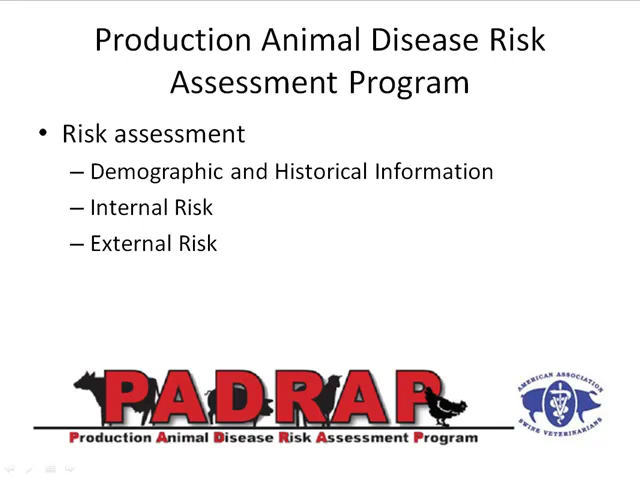 Production Animal Disease Risk
Assessment Program
• Risk assessment
– Demographic and Historical Information
– Internal Risk
– External Risk
PADRAP
Production Animal Disease Risk Assessment Program
AMERICAN ASSOCIATION
SWINE VETERINARIANS